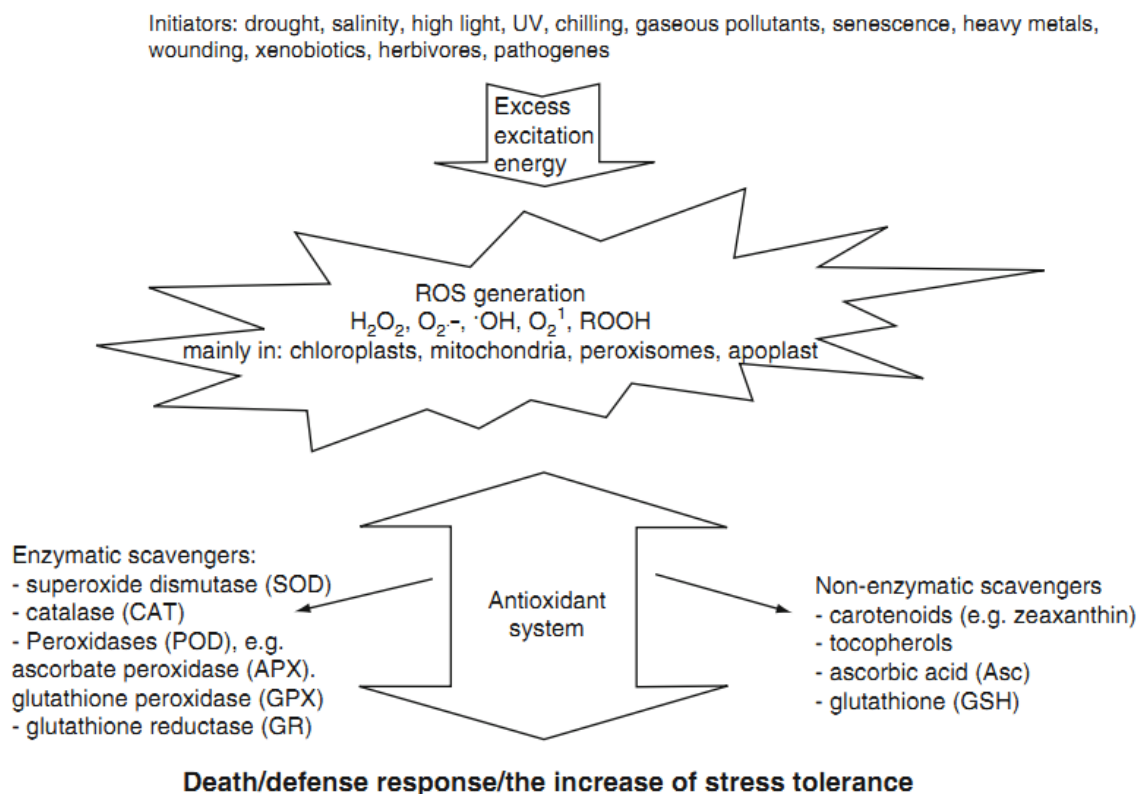 Initiators: drought, salinity, high light, UV, chilling, gaseous pollutants, senescence, heavy metals,
wounding, xenobiotics, herbivores, pathogenes
Excess
excitation
energy
ROS generation
H₂O₂, O₂·-, ·OH, O₂¹, ROOH
mainly in: chloroplasts, mitochondria, peroxisomes, apoplast
Enzymatic scavengers:
- superoxide dismutase (SOD)
- catalase (CAT)
- Peroxidases (POD), e.g.
ascorbate peroxidase (APX).
glutathione peroxidase (GPX)
- glutathione reductase (GR)
Antioxidant
system
Non-enzymatic scavengers
- carotenoids (e.g. zeaxanthin)
- tocopherols
- ascorbic acid (Asc)
- glutathione (GSH)
Death/defense response/the increase of stress tolerance